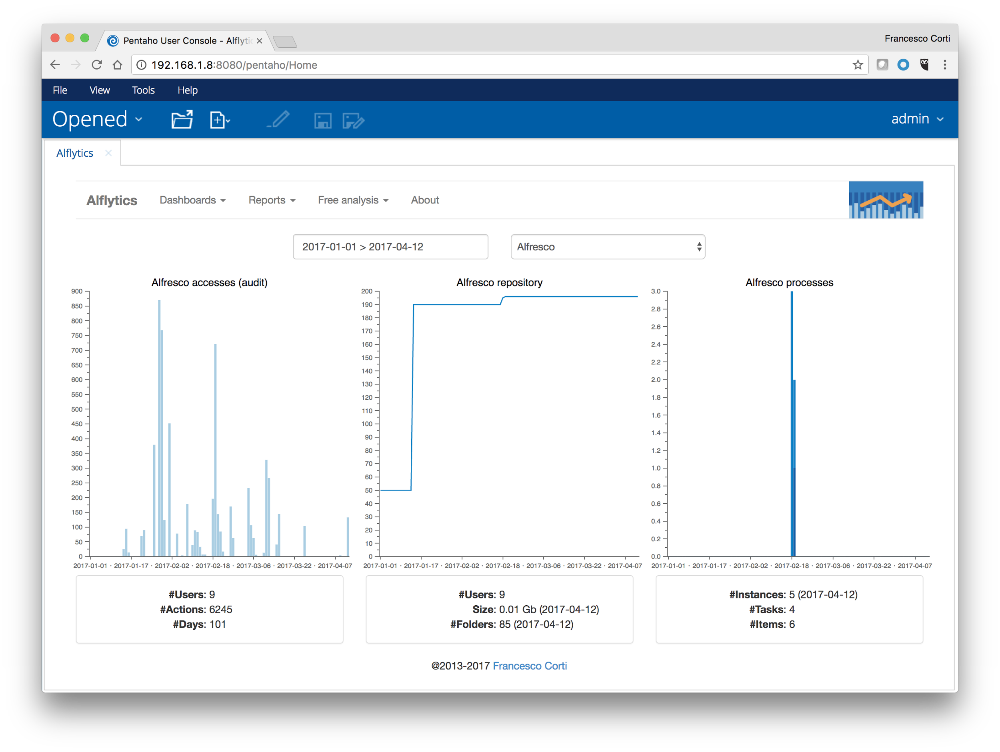 Pentaho User Console - Alflytic
Francesco Corti
192.168.1.8:8080/pentaho/Home
File View Tools Help
Opened
admin
Alflytics
Alflytics Dashboards Reports Free analysis About
2017-01-01 > 2017-04-12
Alfresco
Alfresco accesses (audit)
900
850
800
750
700
650
600
550
500
450
400
350
300
250
200
150
100
50
0
2017-01-01 · 2017-01-17 · 2017-02-02 · 2017-02-18 · 2017-03-06 · 2017-03-22 · 2017-04-07
#Users: 9
#Actions: 6245
#Days: 101
Alfresco repository
200
190
180
170
160
150
140
130
120
110
100
90
80
70
60
50
40
30
20
10
0
2017-01-01 · 2017-01-17 · 2017-02-02 · 2017-02-18 · 2017-03-06 · 2017-03-22 · 2017-04-07
#Users: 9
Size: 0.01 Gb (2017-04-12)
#Folders: 85 (2017-04-12)
Alfresco processes
3.0
2.8
2.6
2.4
2.2
2.0
1.8
1.6
1.4
1.2
1.0
0.8
0.6
0.4
0.2
0.0
2017-01-01 · 2017-01-17 · 2017-02-02 · 2017-02-18 · 2017-03-06 · 2017-03-22 · 2017-04-07
#Instances: 5 (2017-04-12)
#Tasks: 4
#Items: 6
@2013-2017 Francesco Corti